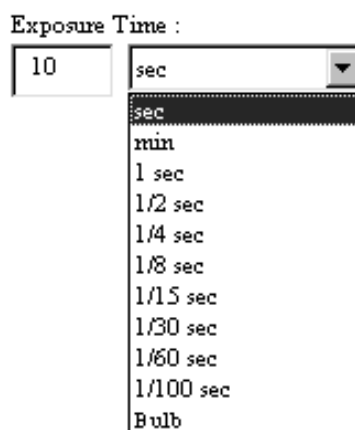 Exposure Time :
10 sec
sec
min
1 sec
1/2 sec
1/4 sec
1/8 sec
1/15 sec
1/30 sec
1/60 sec
1/100 sec
Bulb